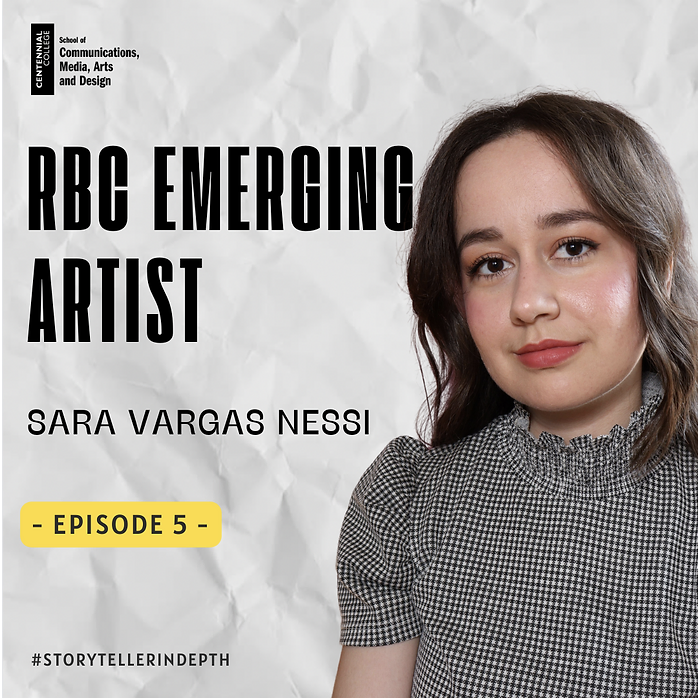 CENTENNIAL
COLLEGE
School of
Communications,
Media, Arts
and Design
RBC EMERGING
ARTIST
SARA VARGAS NESSI
- EPISODE 5 -
#STORYTELLERINDEPTH